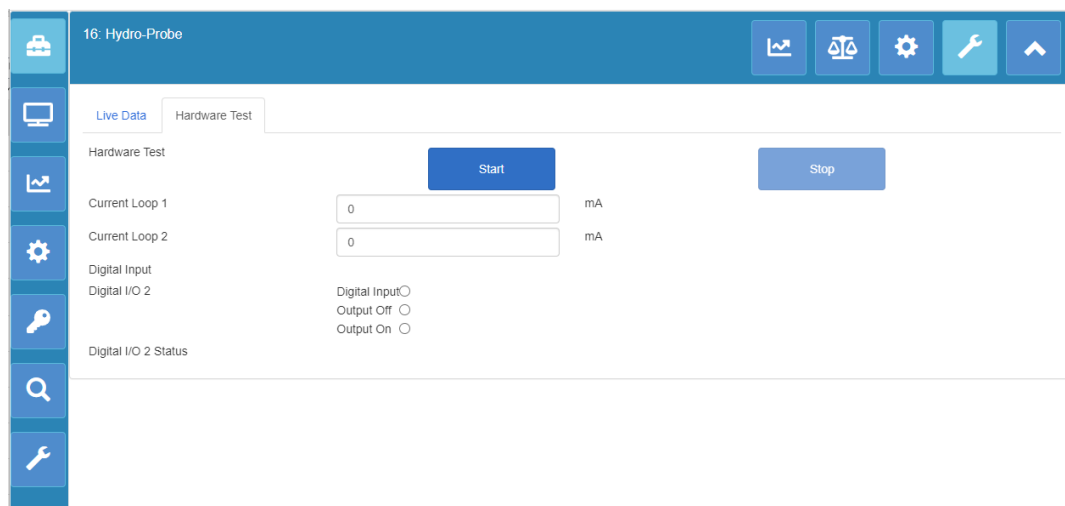 16: Hydro-Probe
Live Data Hardware Test
Hardware Test Start Stop
Current Loop 1 0 mA
Current Loop 2 0 mA
Digital Input
Digital I/O 2 Digital Input
Output Off
Output On
Digital I/O 2 Status